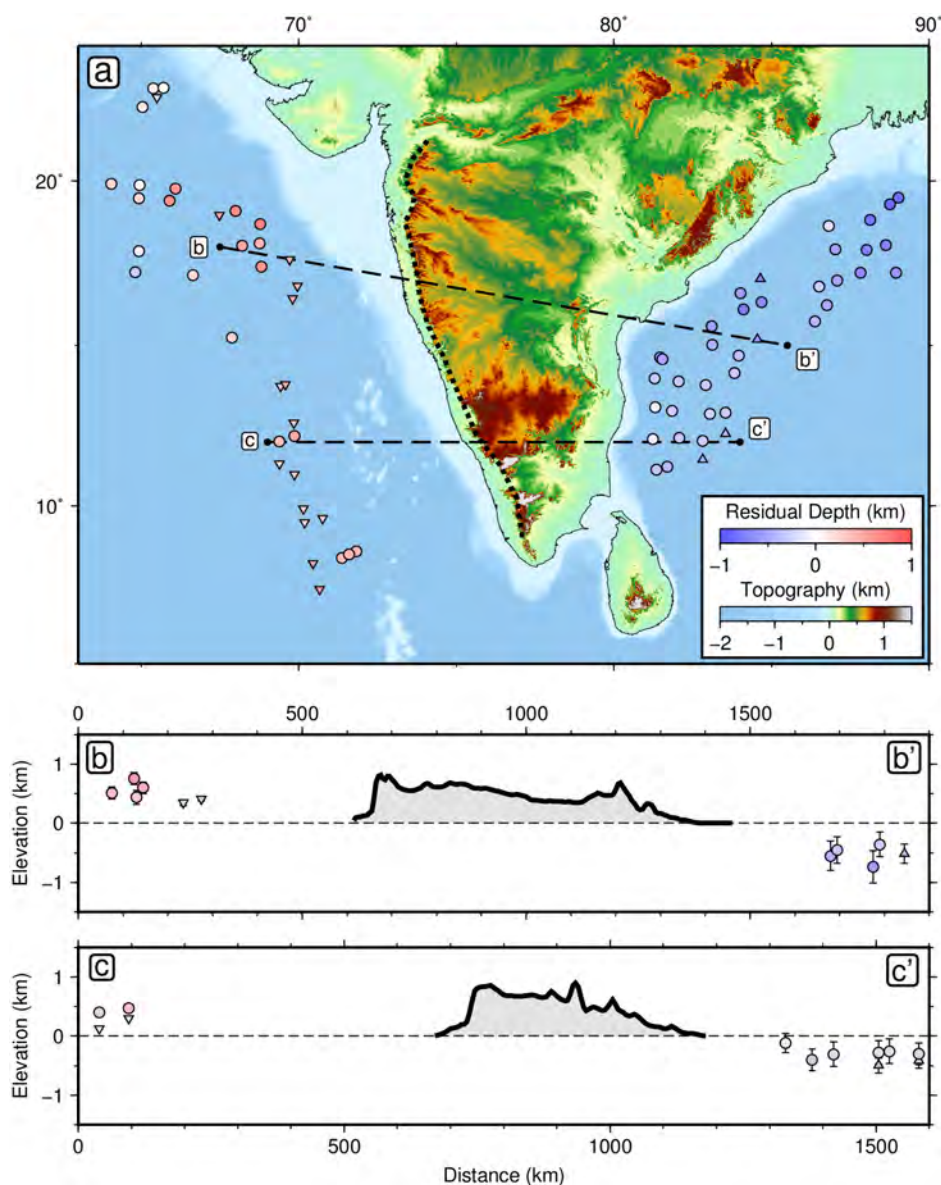 70° 80° 90°
a
20°
b
b'
c
c'
10°
Residual Depth (km)
−1 0 1
Topography (km)
−2 −1 0 1
0 500 1000 1500
b b'
Elevation (km)
1
0
−1
c c'
Elevation (km)
1
0
−1
0 500 1000 1500
Distance (km)